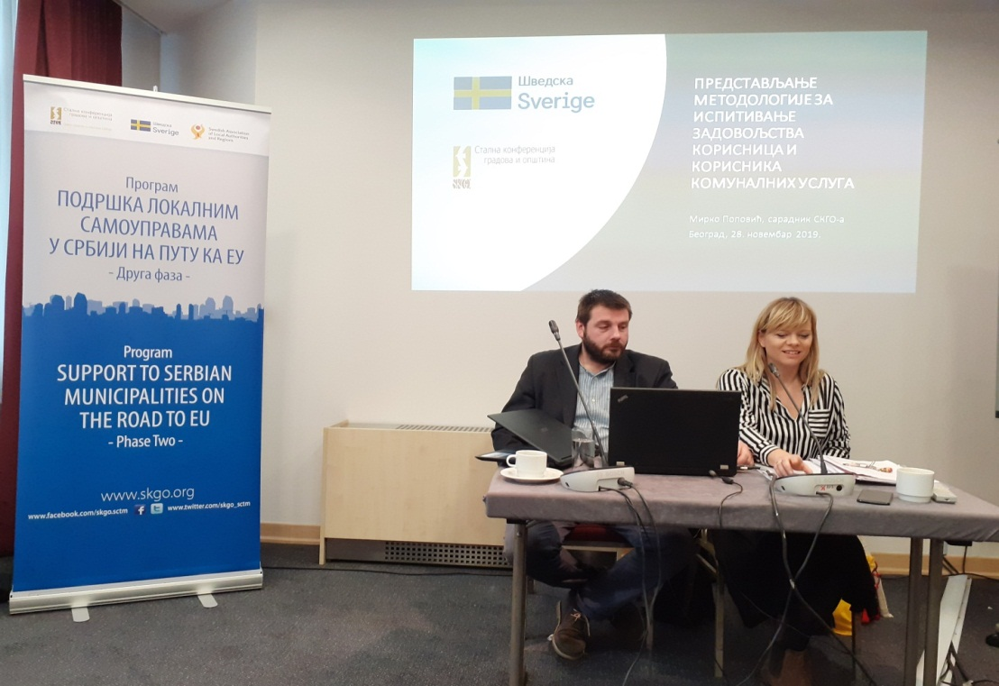 Стална конференција
градова и општина
Шведска
Sverige
Swedish Association
of Local Authorities
and Regions
Програм
ПОДРШКА ЛОКАЛНИМ
САМОУПРАВАМА
У СРБИЈИ НА ПУТУ КА ЕУ
- Друга фаза -
Program
SUPPORT TO SERBIAN
MUNICIPALITIES ON
THE ROAD TO EU
- Phase Two -
www.skgo.org
www.facebook.com/skgo.sctm www.twitter.com/skgo_sctm
Шведска
Sverige
Стална конференција
градова и општина
ПРЕДСТАВЉАЊЕ
МЕТОДОЛОГИЈЕ ЗА
ИСПИТИВАЊЕ
ЗАДОВОЉСТВА
КОРИСНИЦА И
КОРИСНИКА
КОМУНАЛНИХ УСЛУГА
Мирко Поповић, сарадник СКГО-а
Београд, 28. новембар 2019.